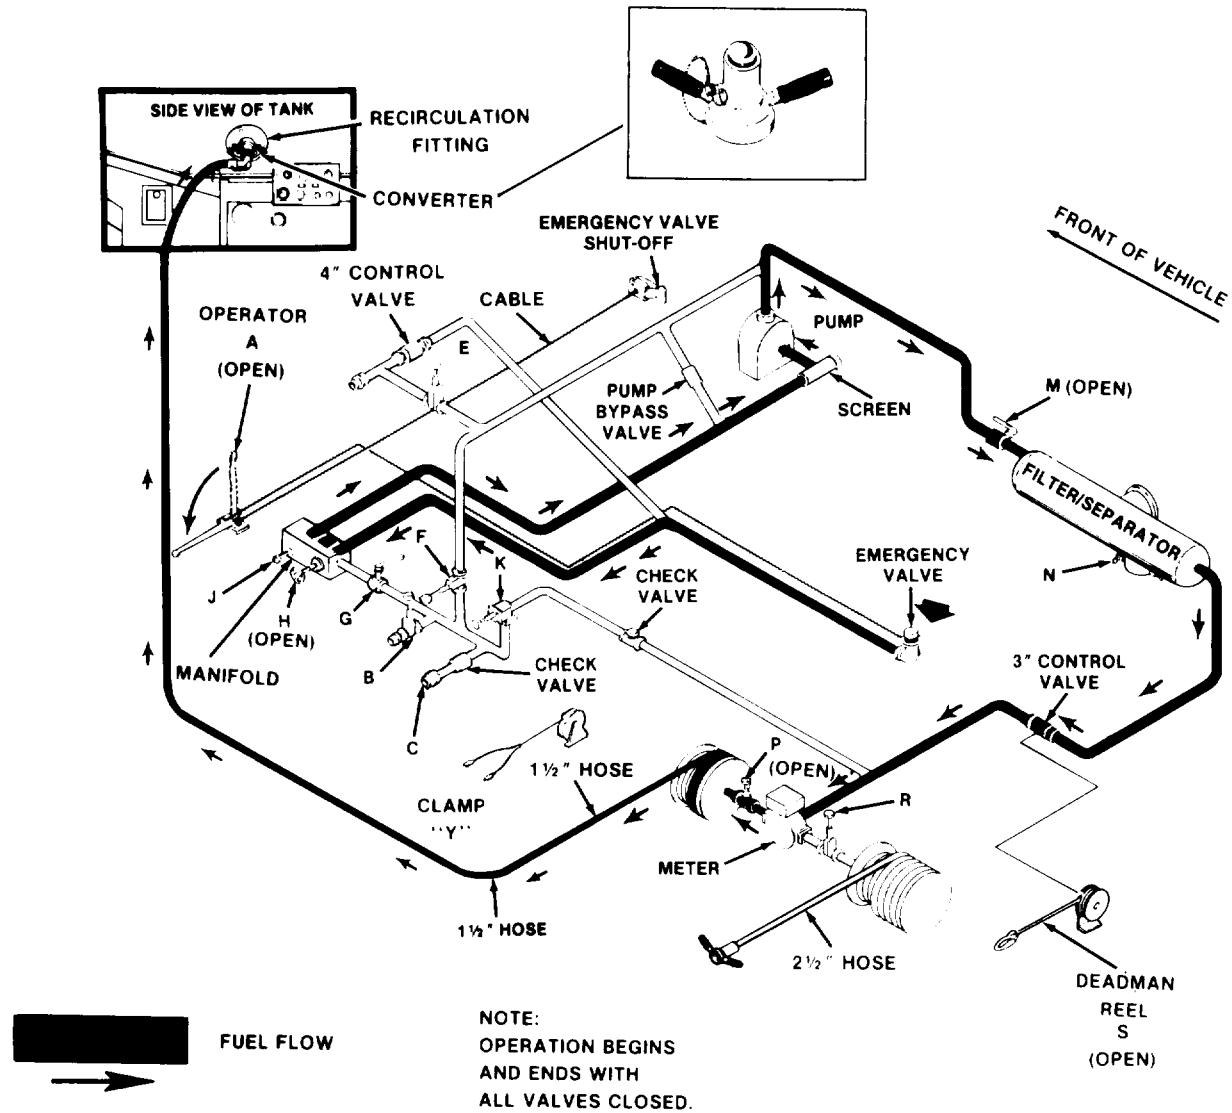 SIDE VIEW OF TANK
RECIRCULATION
FITTING
CONVERTER
EMERGENCY VALVE
SHUT-OFF
FRONT OF VEHICLE
4" CONTROL
VALVE
CABLE
OPERATOR
A
(OPEN)
E
PUMP
PUMP
BYPASS
VALVE
SCREEN
M (OPEN)
FILTER/SEPARATOR
N
F
K
CHECK
VALVE
EMERGENCY
VALVE
J
H
(OPEN)
G
MANIFOLD
B
C
CHECK
VALVE
3" CONTROL
VALVE
1½" HOSE
CLAMP
"Y"
P
(OPEN)
R
METER
1½" HOSE
2½" HOSE
DEADMAN
REEL
S
(OPEN)
FUEL FLOW
NOTE:
OPERATION BEGINS
AND ENDS WITH
ALL VALVES CLOSED.